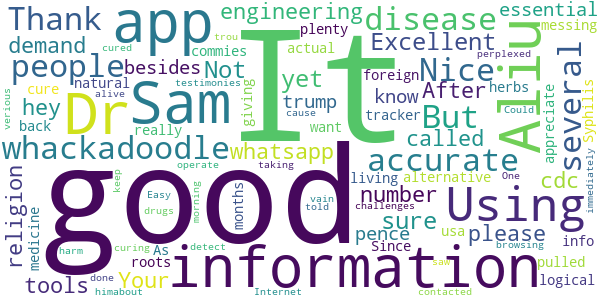 Thank
app
engineering
disease
essential
messing
plenty
cured
trou
demand
besides
It
Excellent
actual
perplexed
people
Not
yet
foreign
herbs
natural
alive
testimonies
cure
hey
Dr
Sam
giving
trump
know
Nice
After
Aliu
several
Could
verious
back
really
cause
want
tracker
But
appreciate
Syphilis
immediately
whackadoodle
called
whatsapp
accurate
cdc
religion
good
taking
living
alternative
number
Using
operate
vain
told
One
medicine
keep
Easy
morning
months
sure
please
info
drugs
challenges
pence
Since
usa
pulled
As
roots
Your
information
logical
tools
curing
detect
saw
browsing
harm
done
himabout
Internet
contacted